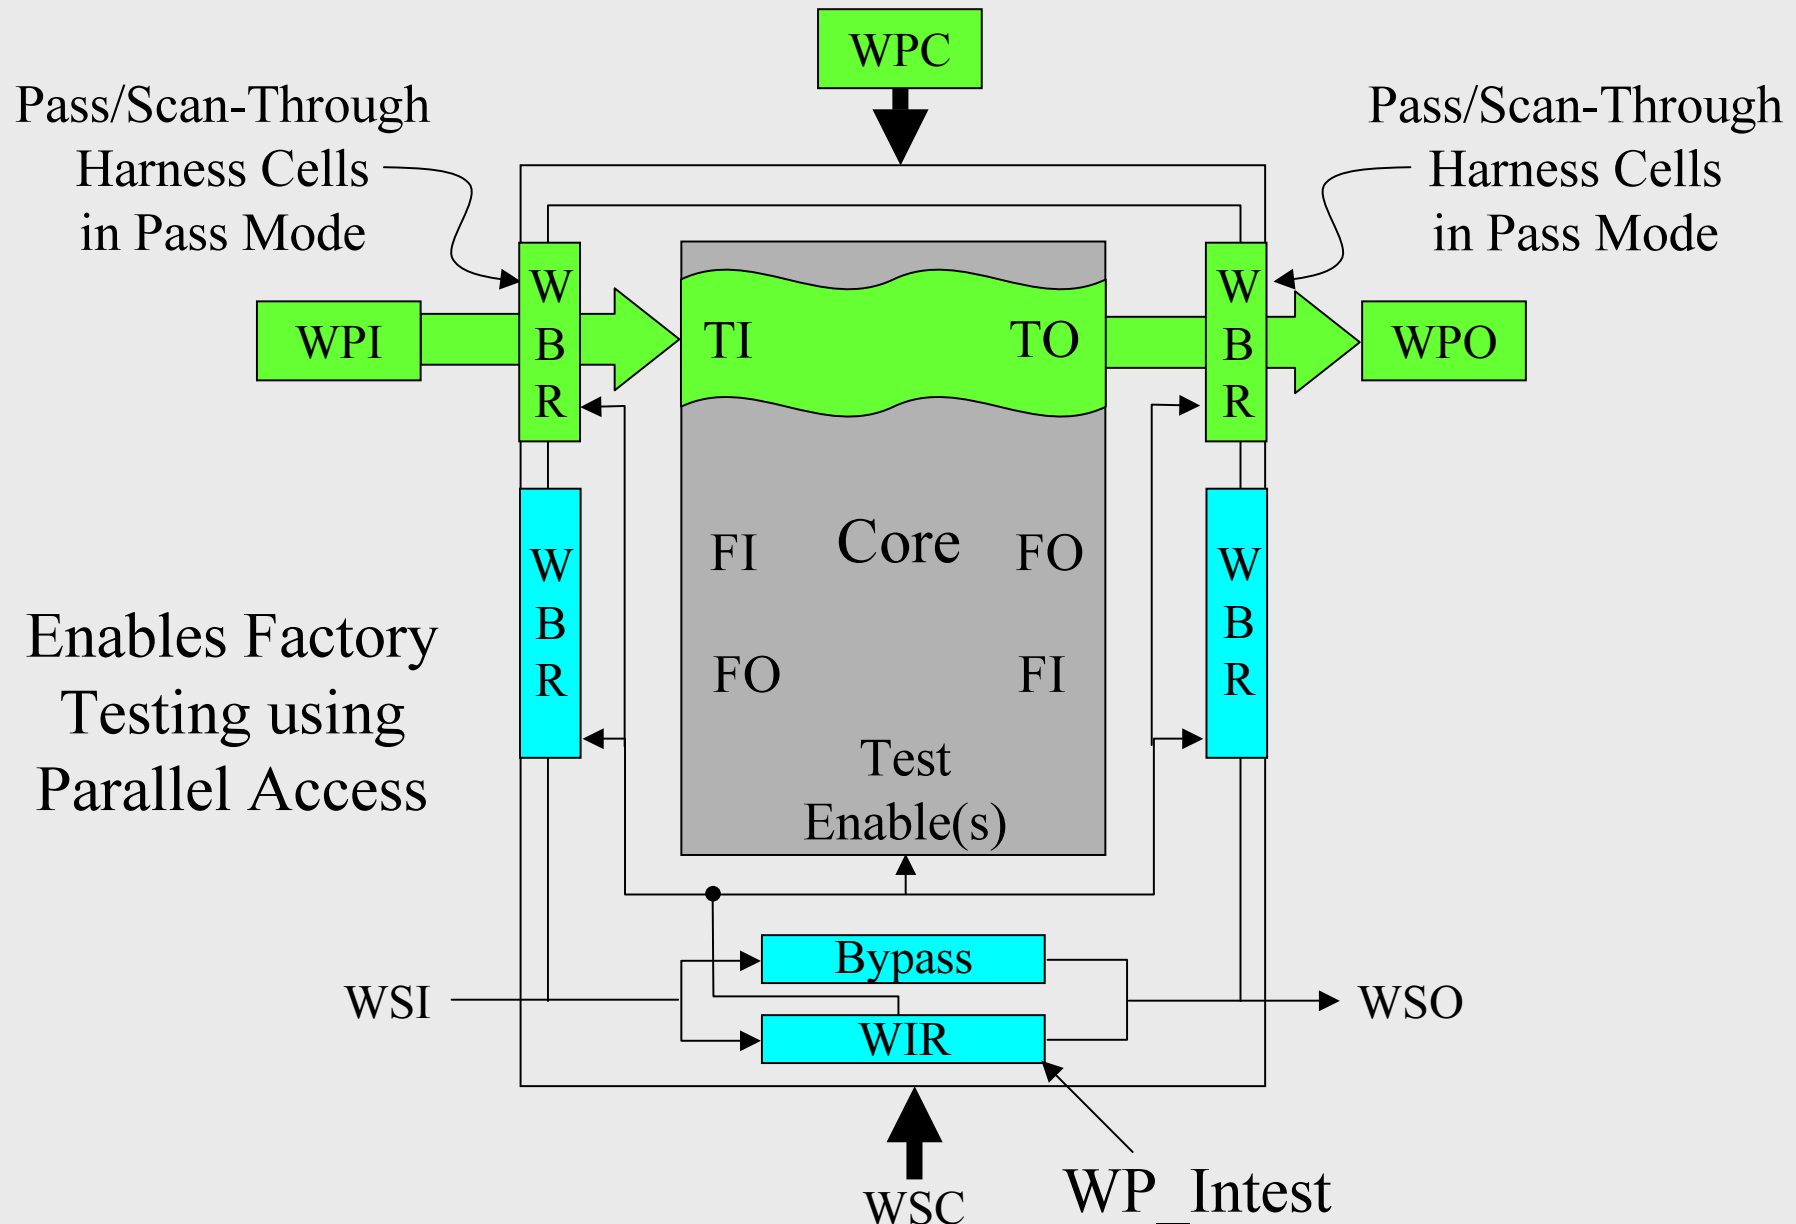 WPC
Pass/Scan-Through
Harness Cells
in Pass Mode
Pass/Scan-Through
Harness Cells
in Pass Mode
W
B
R
W
B
R
WPI
TI
TO
WPO
W
B
R
W
B
R
FI
Core
FO
FO
FI
Enables Factory
Testing using
Parallel Access
Test
Enable(s)
Bypass
WSI
WSO
WIR
WSC
WP_Intest